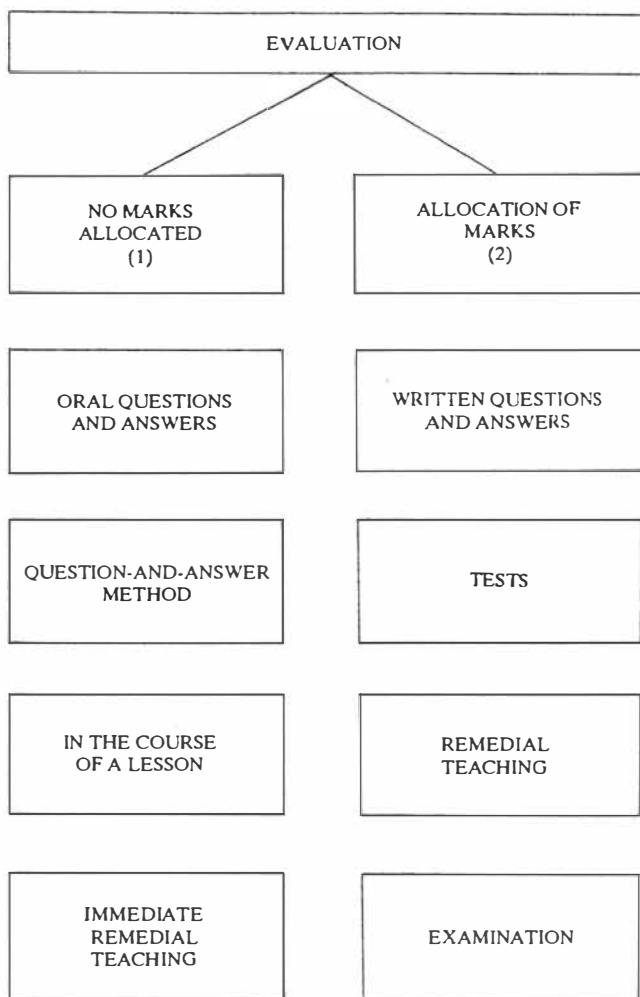 EVALUATION
NO MARKS
ALLOCATED
(1)
ALLOCATION OF
MARKS
(2)
ORAL QUESTIONS
AND ANSWERS
WRITTEN QUESTIONS
AND ANSWERS
QUESTION-AND-ANSWER
METHOD
TESTS
IN THE COURSE
OF A LESSON
REMEDIAL
TEACHING
IMMEDIATE
REMEDIAL
TEACHING
EXAMINATION